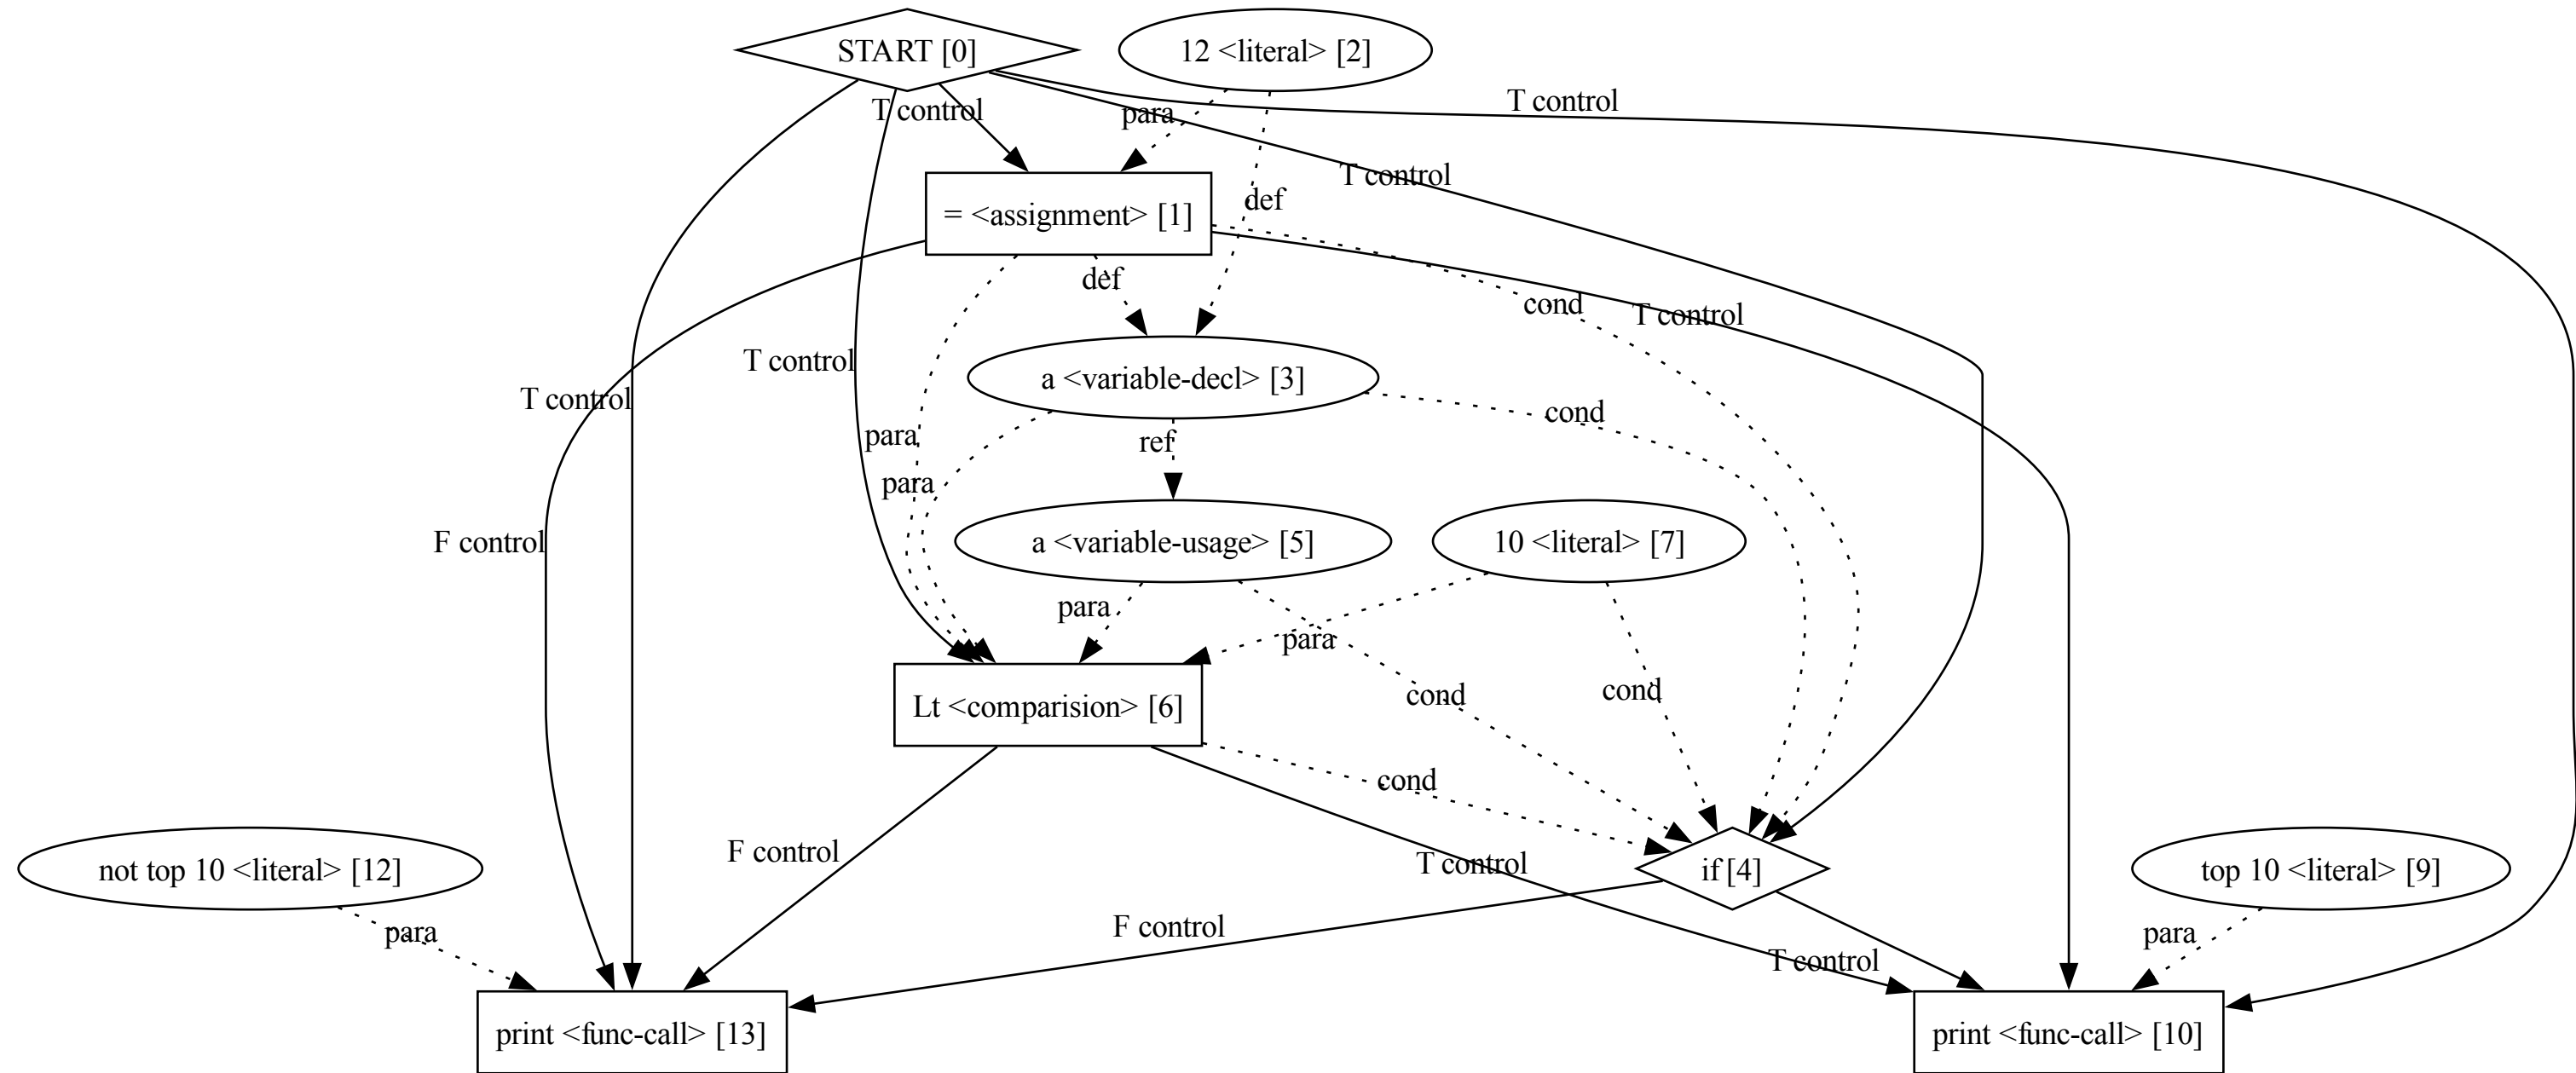 START [0]
12 <literal> [2]
T control
T control
para
T control
def
= <assignment> [1]
def
cond
T control
T control
a <variable-decl> [3]
T control
cond
para
ref
para
F control
a <variable-usage> [5]
10 <literal> [7]
para
para
cond
cond
Lt <comparision> [6]
cond
F control
T control
not top 10 <literal> [12]
if [4]
top 10 <literal> [9]
para
F control
para
T control
print <func-call> [13]
print <func-call> [10]